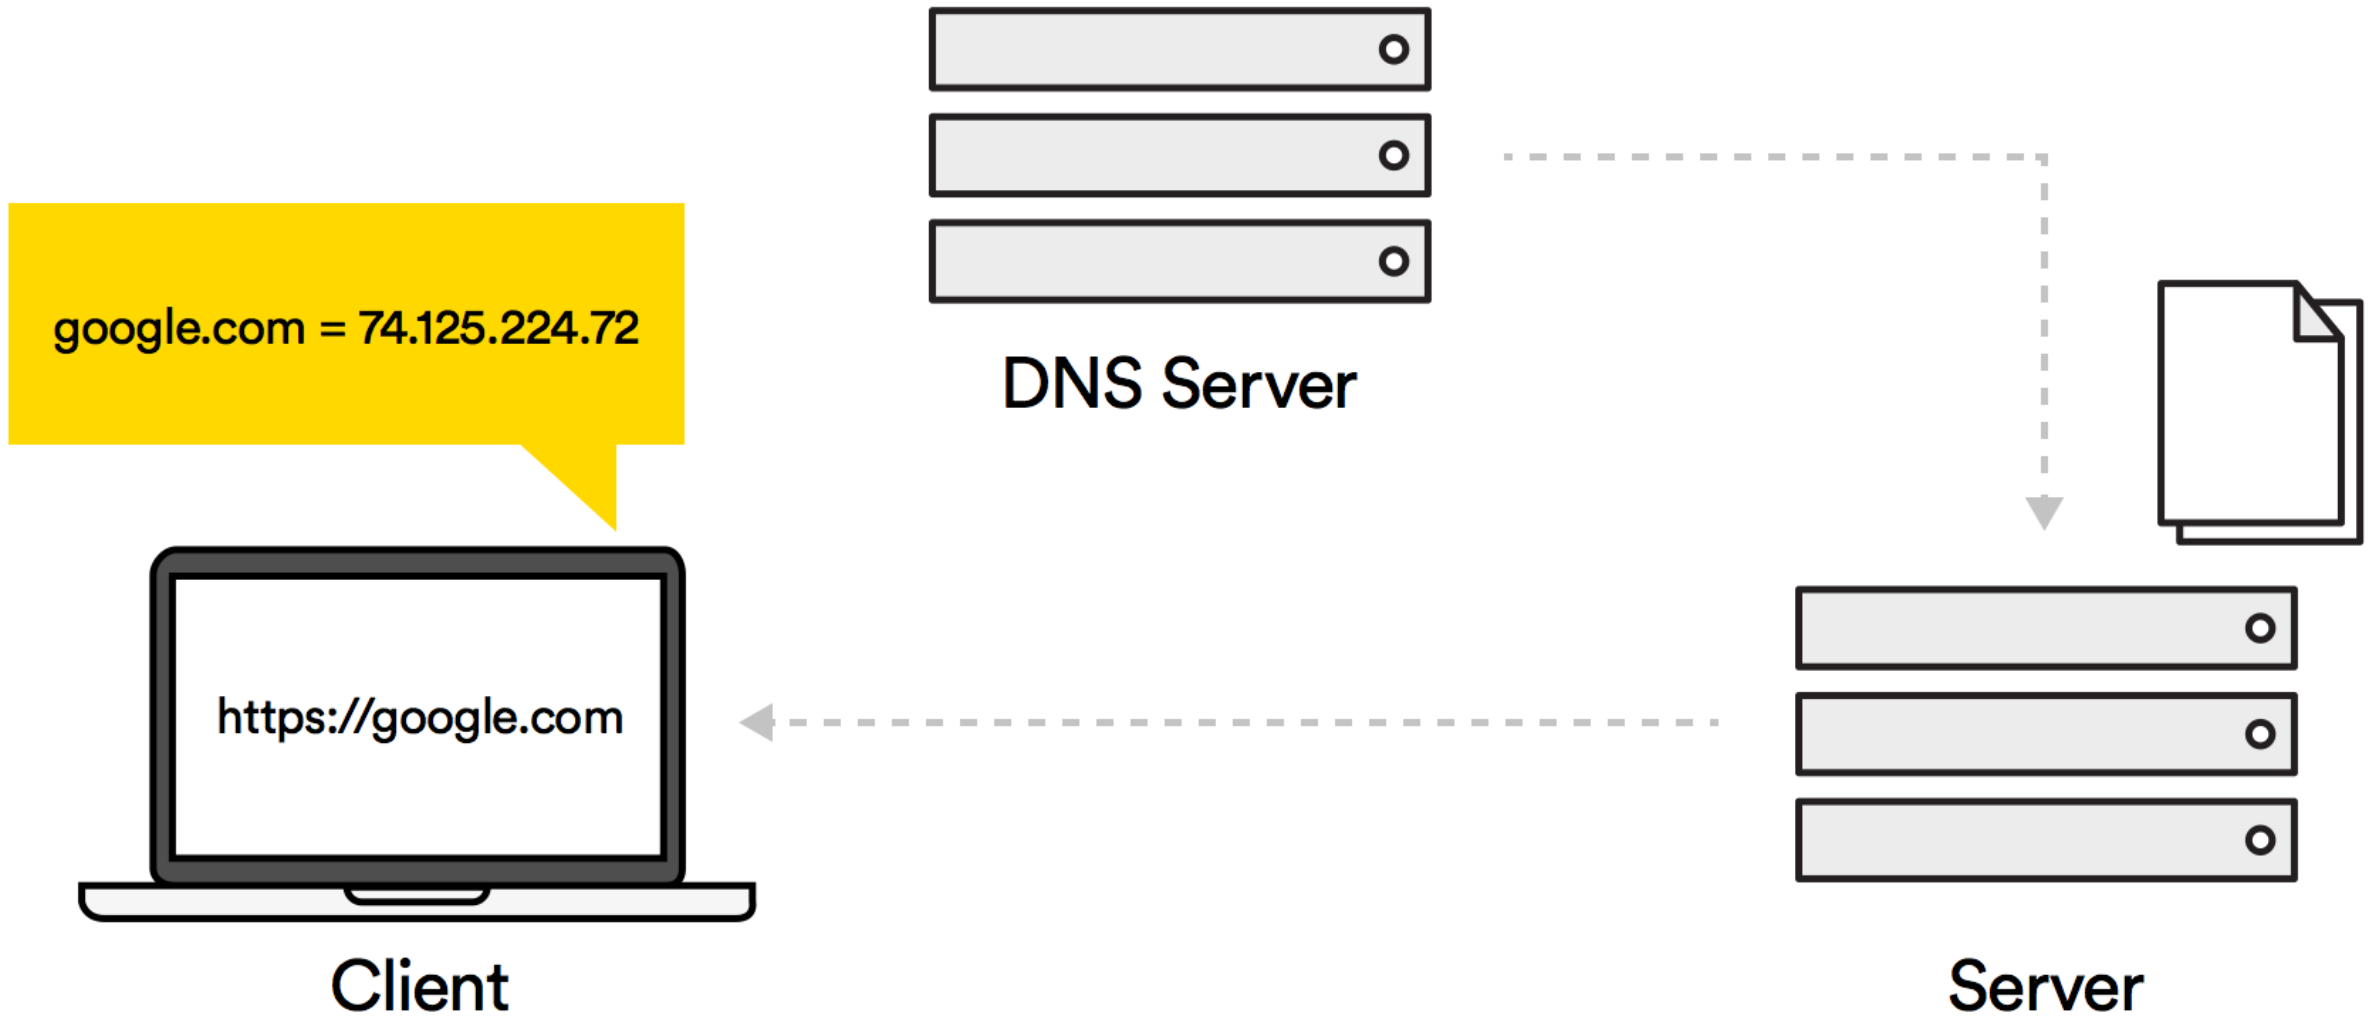 google.com = 74.125.224.72
DNS Server
https://google.com
Client
Server